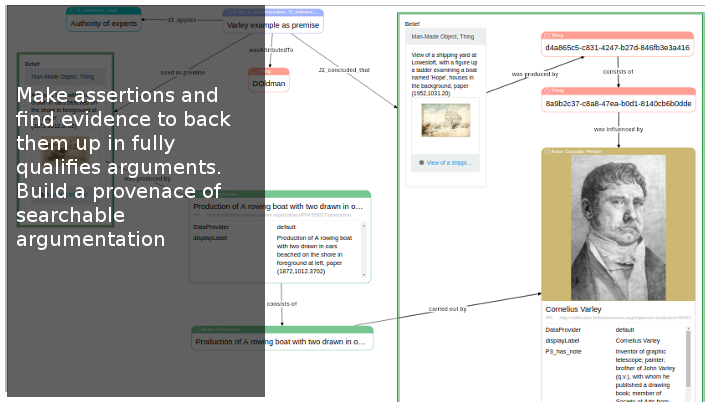 Authority of experts
J3_applies
Varley example as premise
wasAttributedTo
used as premise
J2_concluded_that
DOldman
Belief
Man-Made Object, Thing
Make assertions and
find evidence to back
them up in fully
qualifies arguments.
Build a provenace of
searchable
argumentation
was produced by
Production of A rowing boat with two drawn in o...
DataProvider default
displayLabel Production of A rowing boat
with two drawn in oars
beached on the shore in
foreground at left, paper
(1872,1012.3702)
consists of
Production of A rowing boat with two drawn in o...
carried out by
Belief
Man-Made Object, Thing
View of a shipping yard at
Lowestoft, with a figure up
a ladder examining a boat
named 'Hope', houses in
the background, paper
(1952,1031.20)
View of a shippi...
was produced by
Thing
d4a865c5-c831-4247-b27d-846fb3e3a416
consists of
Thing
8a9b2c37-c8a8-47ea-b0d1-8140cb6b0dde
was influenced by
Actor, Concept, Person
Cornelius Varley
DataProvider default
displayLabel Cornelius Varley
P3_has_note Inventor of graphic
telescope; painter;
brother of John Varley
(q.v.), with whom he
published a drawing
book; member of
Society of Arts from